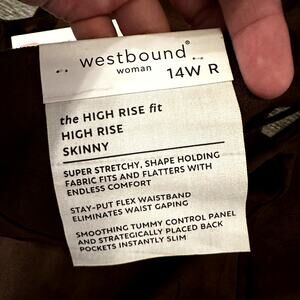 westbound®
woman 14W R
the HIGH RISE fit
HIGH RISE
SKINNY
SUPER STRETCHY, SHAPE HOLDING
FABRIC FITS AND FLATTERS WITH
ENDLESS COMFORT
STAY-PUT FLEX WAISTBAND
ELIMINATES WAIST GAPING
SMOOTHING TUMMY CONTROL PANEL
AND STRATEGICALLY PLACED BACK
POCKETS INSTANTLY SLIM